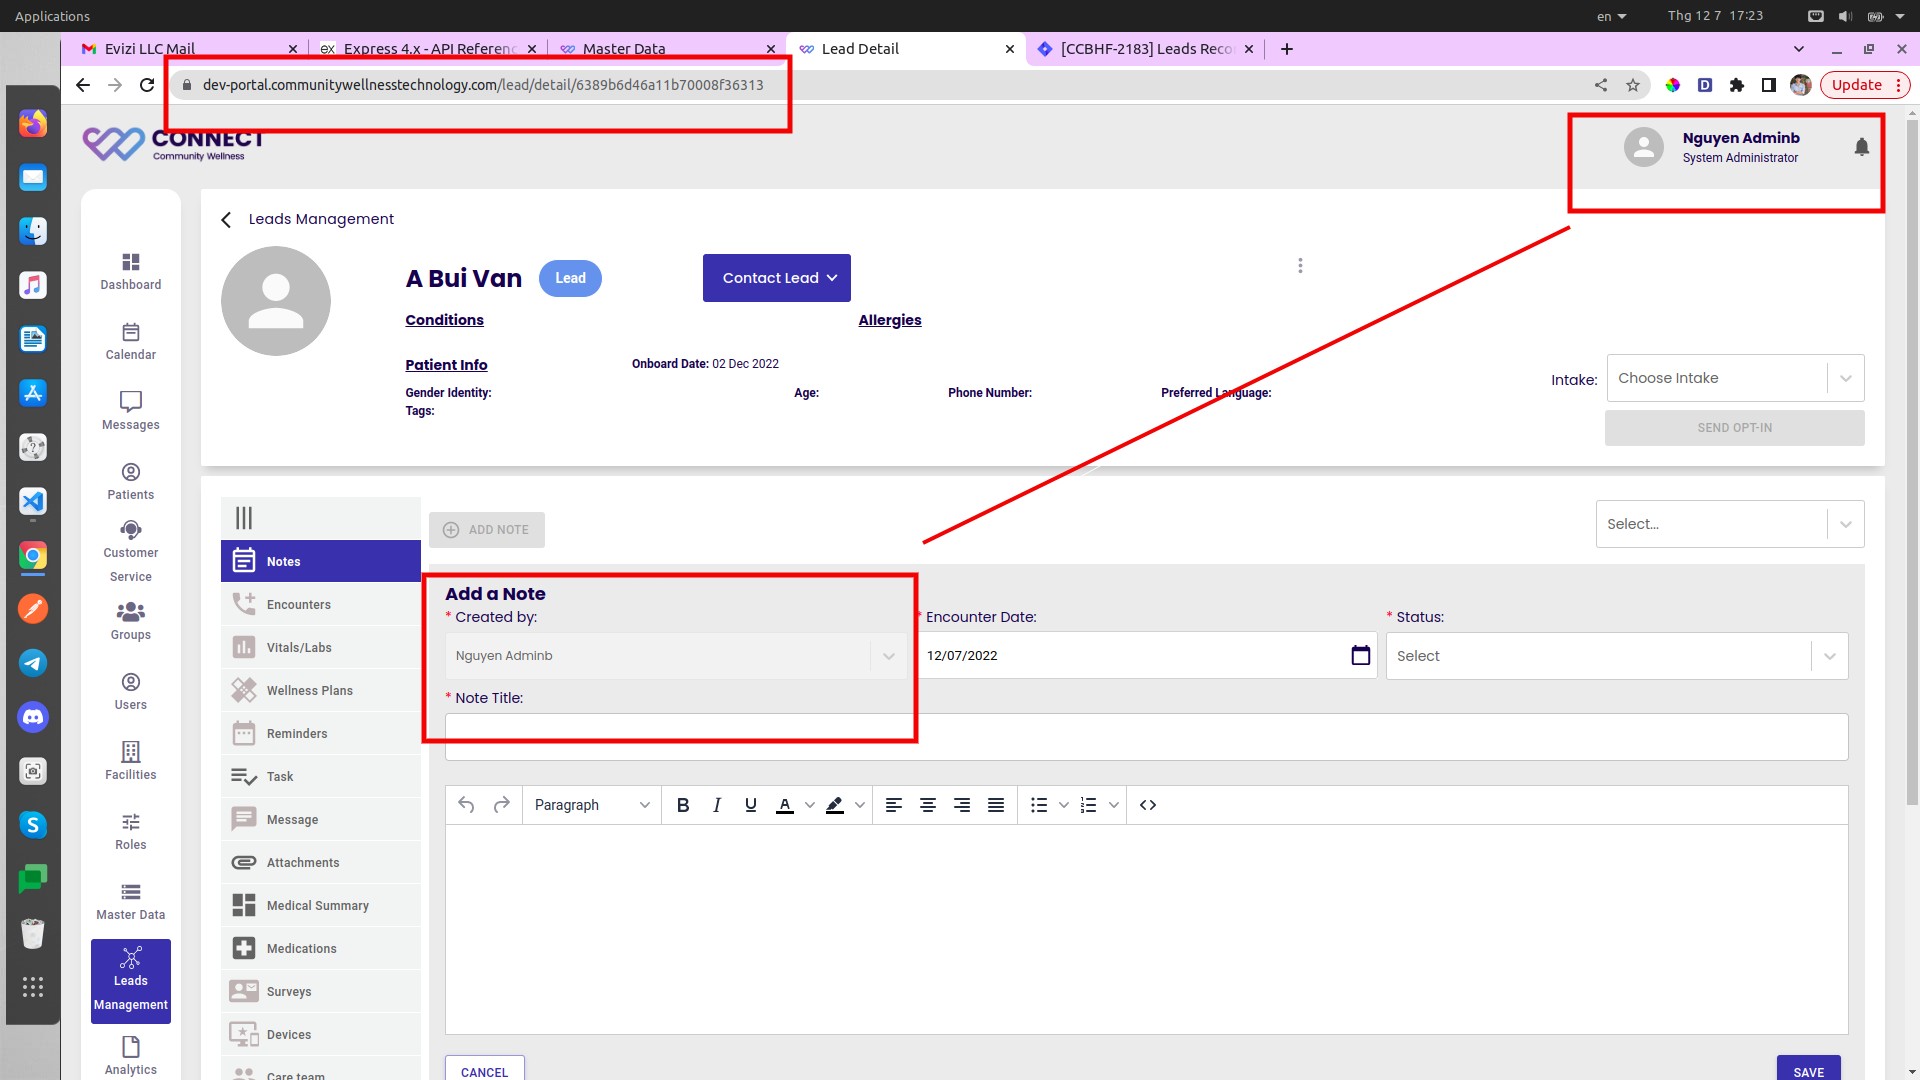 Applications
en
Thg 12 7 17:23
Evizi LLC Mail
ex Express 4.x - API Referenc
Master Data
Lead Detail
[CCBHF-2183] Leads Reco
dev-portal.communitywellnesstechnology.com/lead/detail/6389b6d46a11b70008f36313
D
Update
CONNECT
Community Wellness
Nguyen Adminb
System Administrator
Leads Management
A Bui Van
Lead
Contact Lead
Conditions
Allergies
Patient Info
Onboard Date: 02 Dec 2022
Gender Identity:
Age:
Phone Number:
Preferred Language:
Tags:
Intake:
Choose Intake
SEND OPT-IN
Dashboard
Calendar
Messages
Patients
Customer
Service
Groups
Users
Facilities
Roles
Master Data
Leads
Management
Analytics
Notes
Encounters
Vitals/Labs
Wellness Plans
Reminders
Task
Message
Attachments
Medical Summary
Medications
Surveys
Devices
Care team
ADD NOTE
Select...
Add a Note
* Created by:
* Encounter Date:
* Status:
Nguyen Adminb
12/07/2022
Select
* Note Title:
Paragraph
B I U A
CANCEL
SAVE